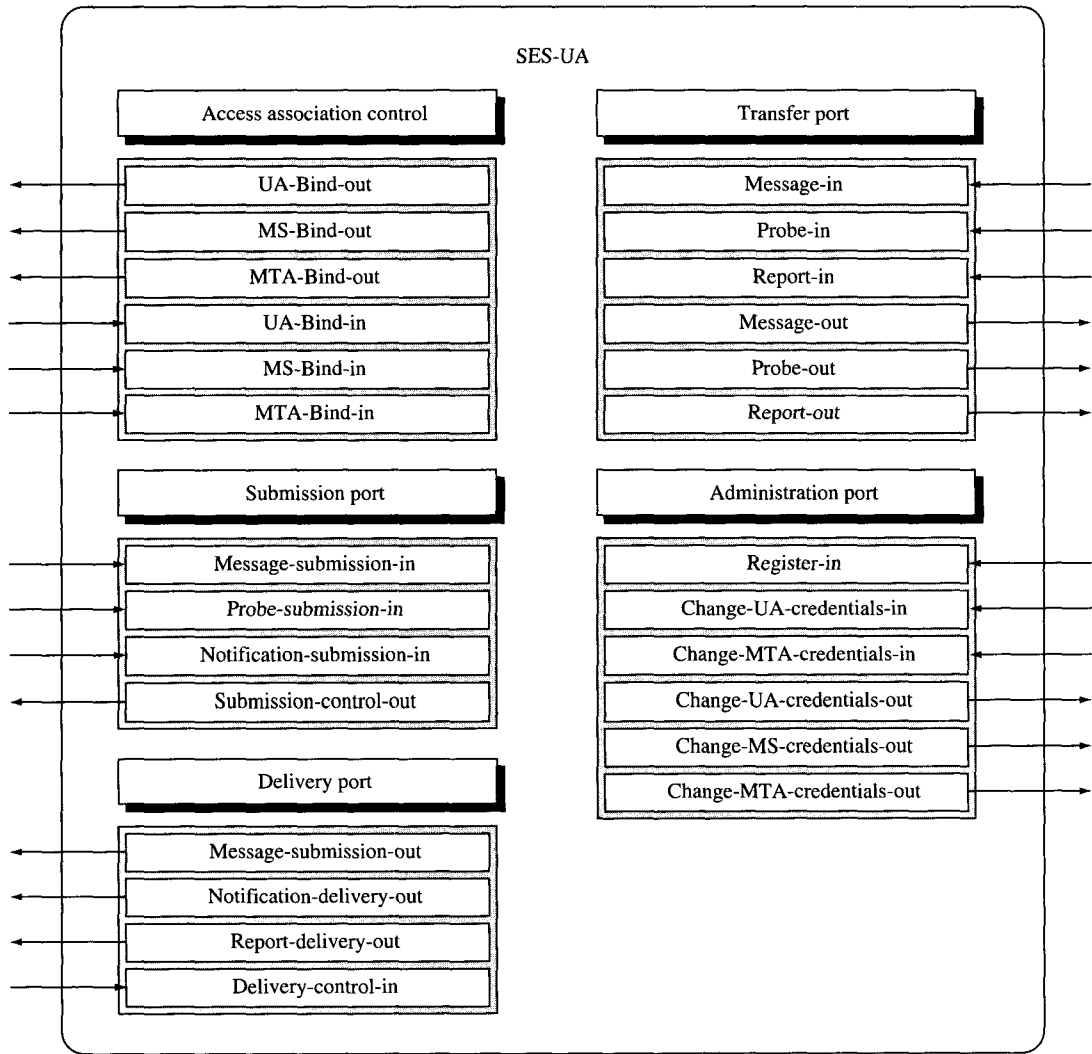 SES-UA
Access association control
UA-Bind-out
MS-Bind-out
MTA-Bind-out
UA-Bind-in
MS-Bind-in
MTA-Bind-in
Submission port
Message-submission-in
Probe-submission-in
Notification-submission-in
Submission-control-out
Delivery port
Message-submission-out
Notification-delivery-out
Report-delivery-out
Delivery-control-in
Transfer port
Message-in
Probe-in
Report-in
Message-out
Probe-out
Report-out
Administration port
Register-in
Change-UA-credentials-in
Change-MTA-credentials-in
Change-UA-credentials-out
Change-MS-credentials-out
Change-MTA-credentials-out